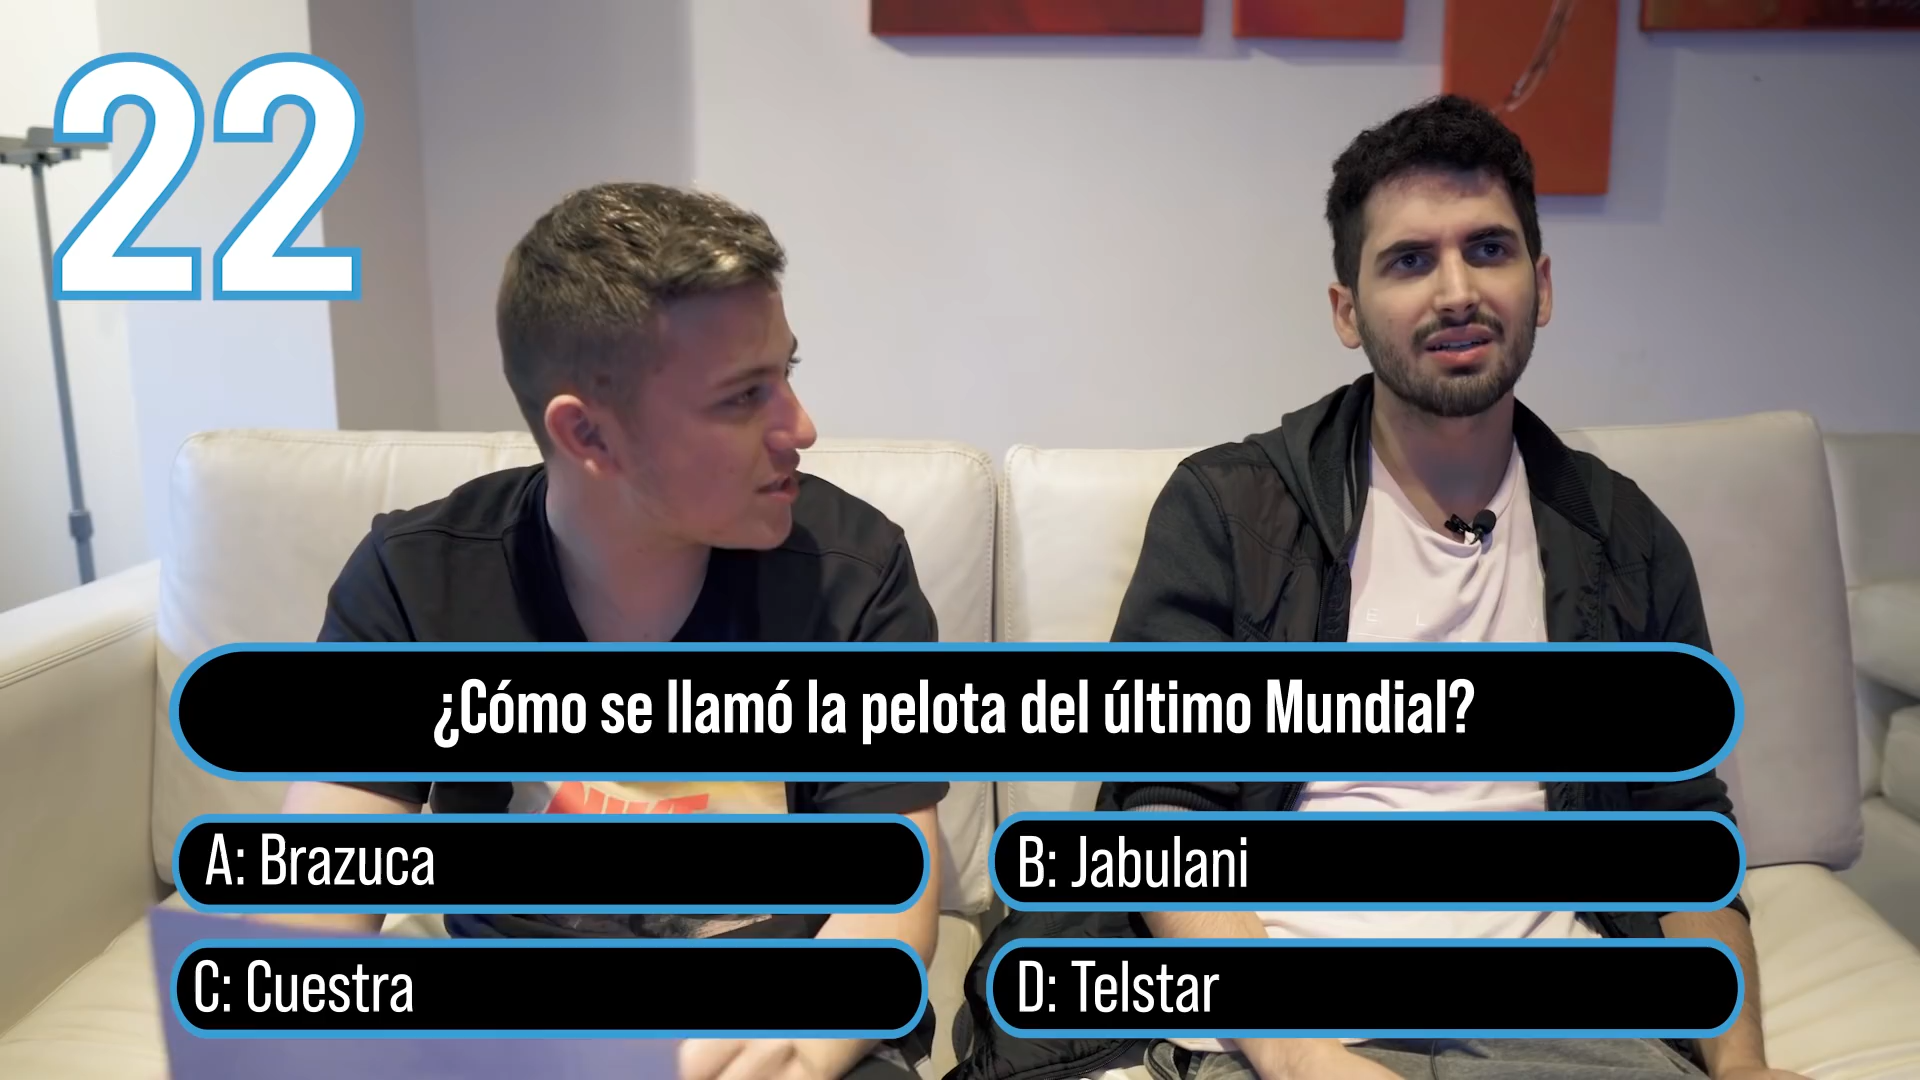 22
¿Cómo se llamó la pelota del último Mundial?
A: Brazuca
B: Jabulani
C: Cuestra
D: Telstar